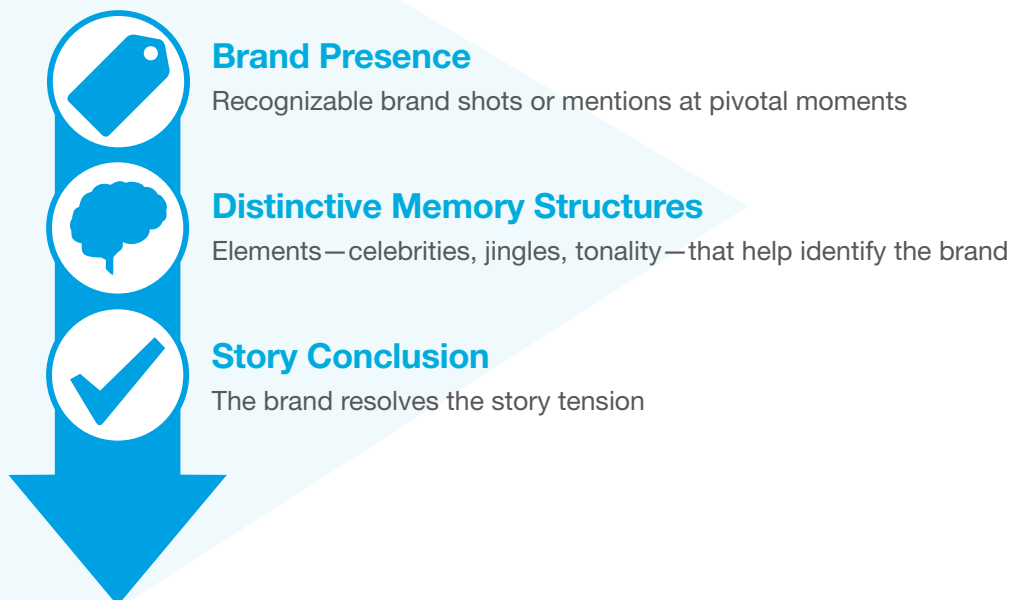 Brand Presence
Recognizable brand shots or mentions at pivotal moments
Distinctive Memory Structures
Elements—celebrities, jingles, tonality—that help identify the brand
Story Conclusion
The brand resolves the story tension